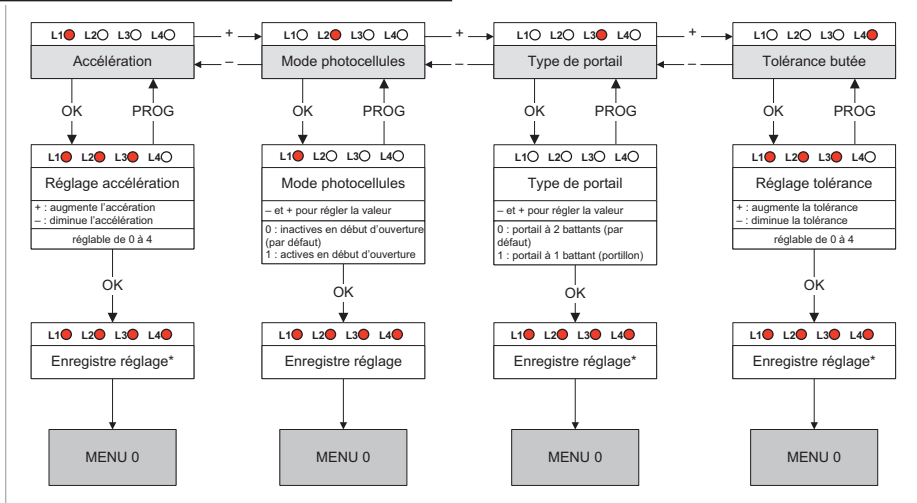 L1 L2 L3 L4
Accélération
+
–
L1 L2 L3 L4
Mode photocellules
+
–
L1 L2 L3 L4
Type de portail
+
–
L1 L2 L3 L4
Tolérance butée
OK PROG
OK PROG
OK PROG
OK PROG
L1 L2 L3 L4
Réglage accélération
+ : augmente l'accération
– : diminue l'accélération
réglable de 0 à 4
L1 L2 L3 L4
Mode photocellules
– et + pour régler la valeur
0 : inactives en début d'ouverture
(par défaut)
1 : actives en début d'ouverture
L1 L2 L3 L4
Type de portail
– et + pour régler la valeur
0 : portail à 2 battants (par
défaut)
1 : portail à 1 battant (portillon)
L1 L2 L3 L4
Réglage tolérance
+ : augmente la tolérance
– : diminue la tolérance
réglable de 0 à 4
OK
OK
OK
OK
L1 L2 L3 L4
Enregistre réglage*
L1 L2 L3 L4
Enregistre réglage
L1 L2 L3 L4
Enregistre réglage*
L1 L2 L3 L4
Enregistre réglage*
MENU 0
MENU 0
MENU 0
MENU 0